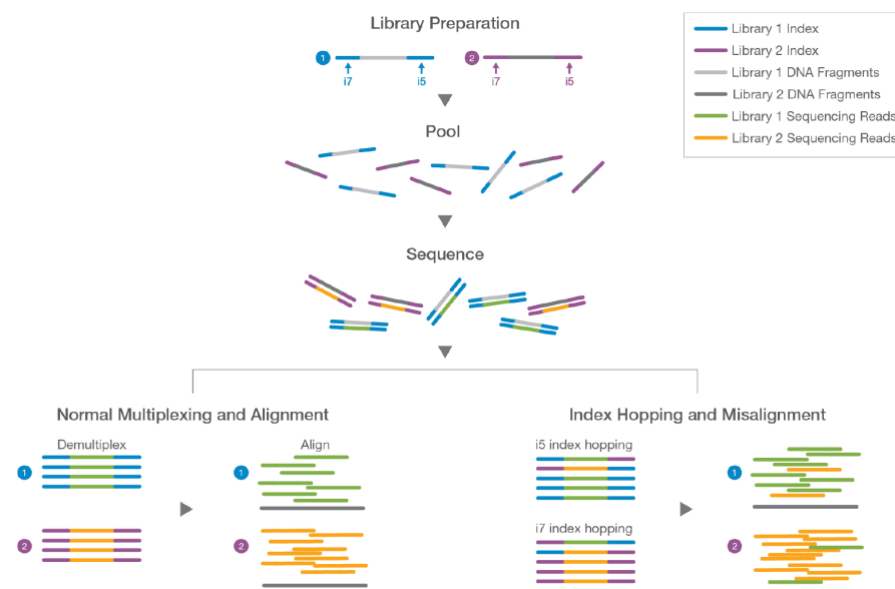 Library Preparation
1
2
i7
i5
i7
i5
Library 1 Index
Library 2 Index
Library 1 DNA Fragments
Library 2 DNA Fragments
Library 1 Sequencing Reads
Library 2 Sequencing Reads
Pool
Sequence
Normal Multiplexing and Alignment
Demultiplex
Align
1
1
2
2
Index Hopping and Misalignment
i5 index hopping
1
i7 index hopping
2